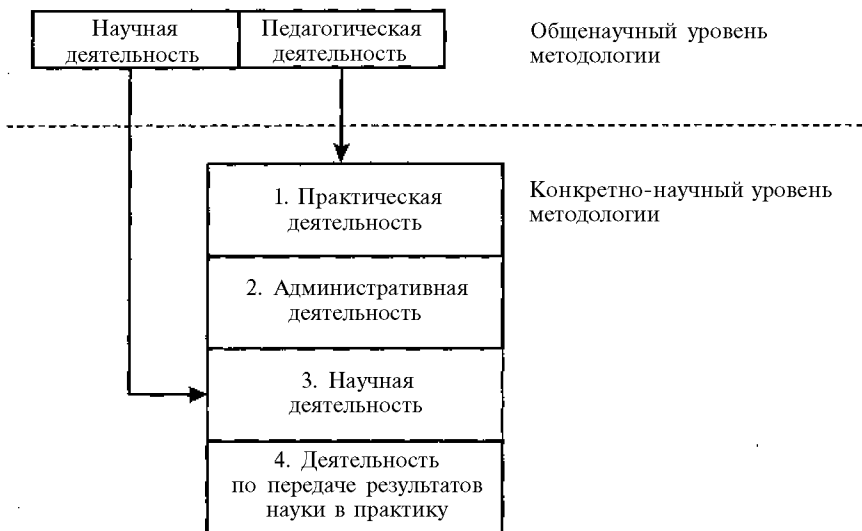 Научная
деятельность
Педагогическая
деятельность
Общенаучный уровень
методологии
1. Практическая
деятельность
Конкретно-научный уровень
методологии
2. Административная
деятельность
3. Научная
деятельность
4. Деятельность
по передаче результатов
науки в практику